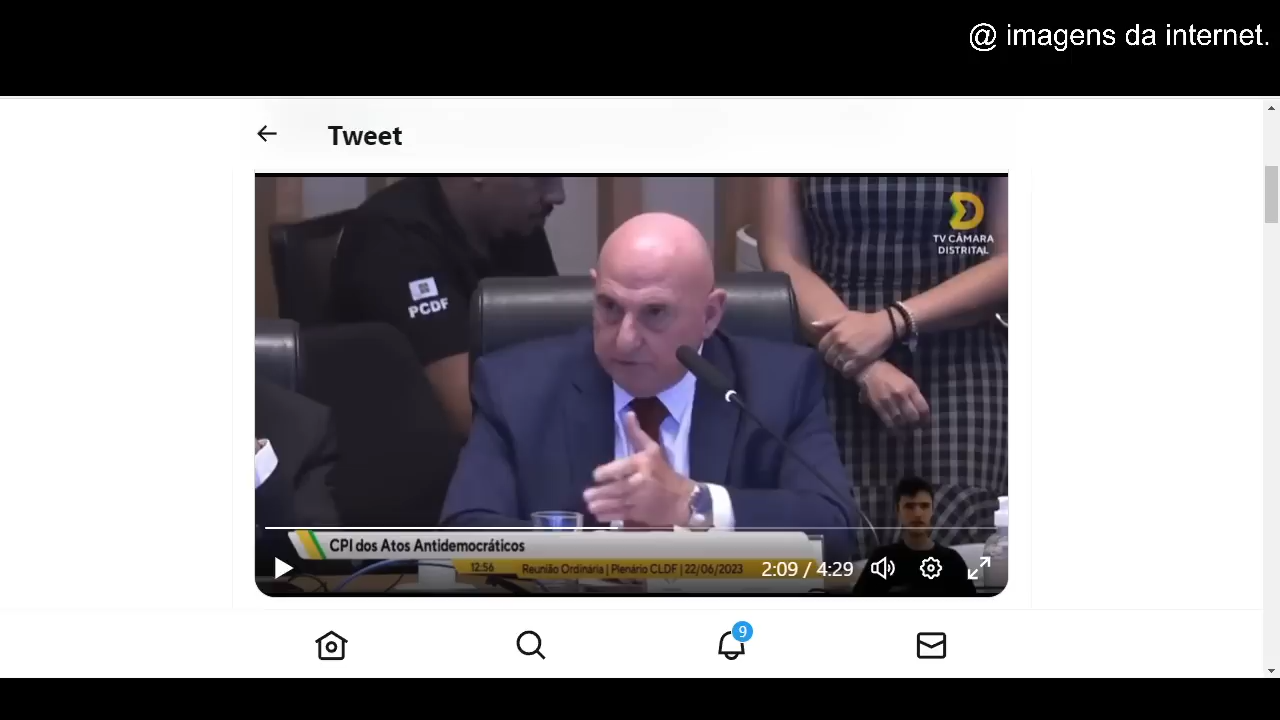 @ imagens da internet.
Tweet
TV CÂMARA
DISTRITAL
PCDF
CPI dos Atos Antidemocráticos
12:56 Reunião Ordinária | Plenário CLDF | 22/06/2023
2:09 / 4:29
9